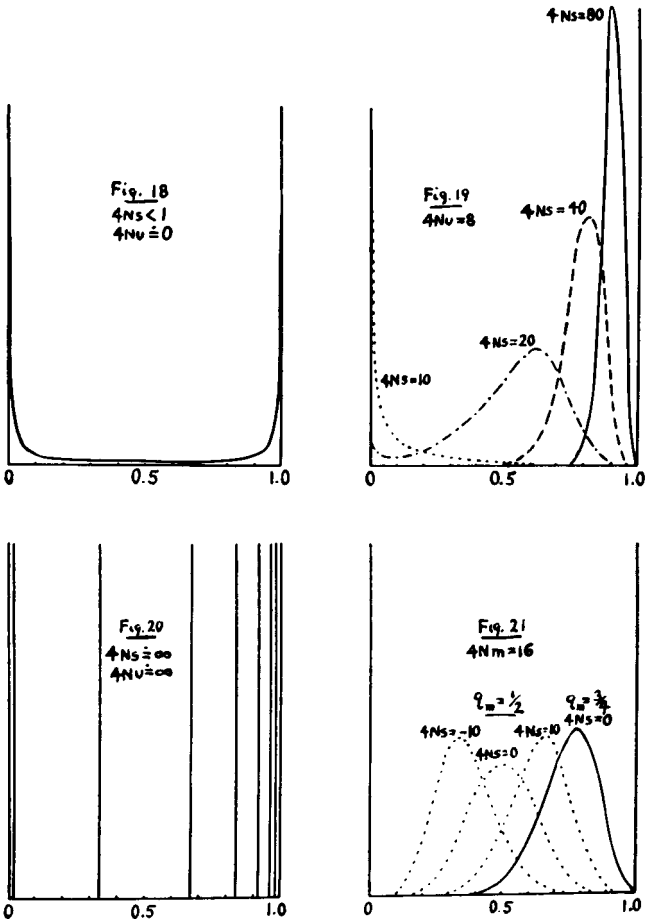 Fig. 18
4Ns<1
4Nu≐0
0 0.5 1.0
4Ns=80
Fig. 19
4Nu=8
4Ns=40
4Ns=20
4Ns=10
0 0.5 1.0
Fig. 20
4Ns≐∞
4Nu≐∞
0 0.5 1.0
Fig. 21
4Nm=16
qm=1/2
qm=3/4
4Ns=-10
4Ns=0
4Ns=10
4Ns=0
0 0.5 1.0